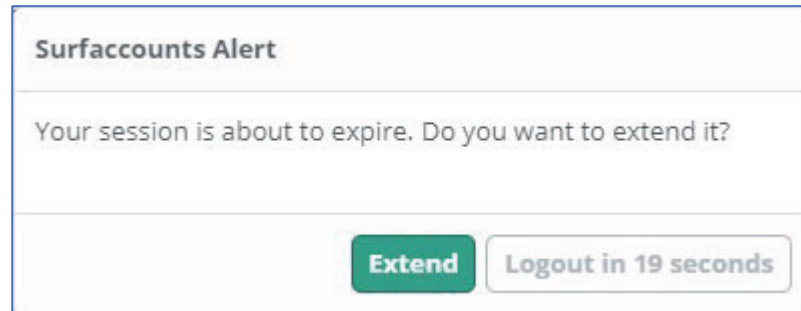 Surfaccounts Alert
Your session is about to expire. Do you want to extend it?
Extend Logout in 19 seconds